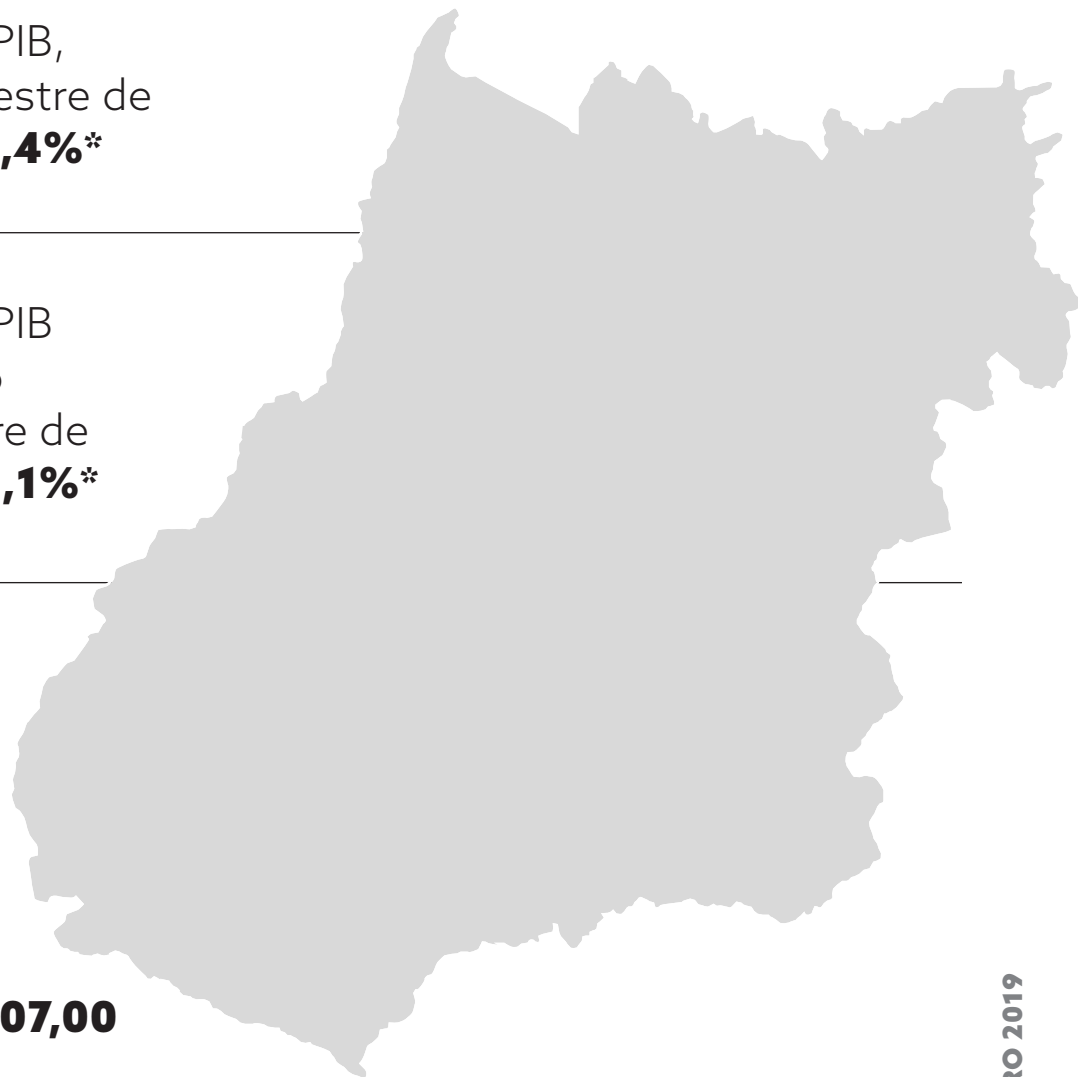 PIB,
estre de
,4%*
PIB
o
re de
,1%*
07,00
RO 2019